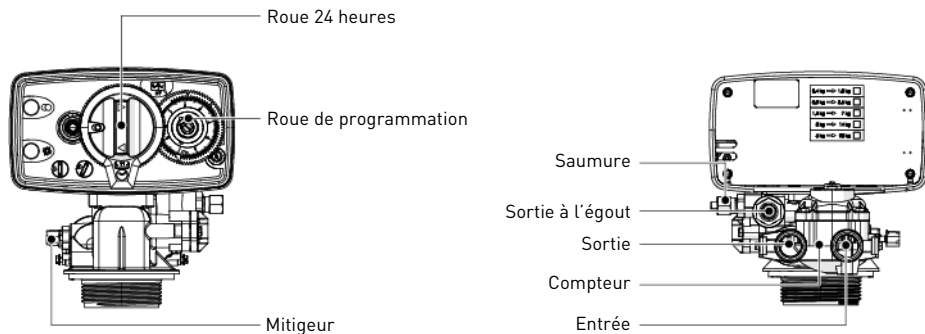 Roue 24 heures
Roue de programmation
Mitigeur
Saumure
Sortie à l’égout
Sortie
Compteur
Entrée